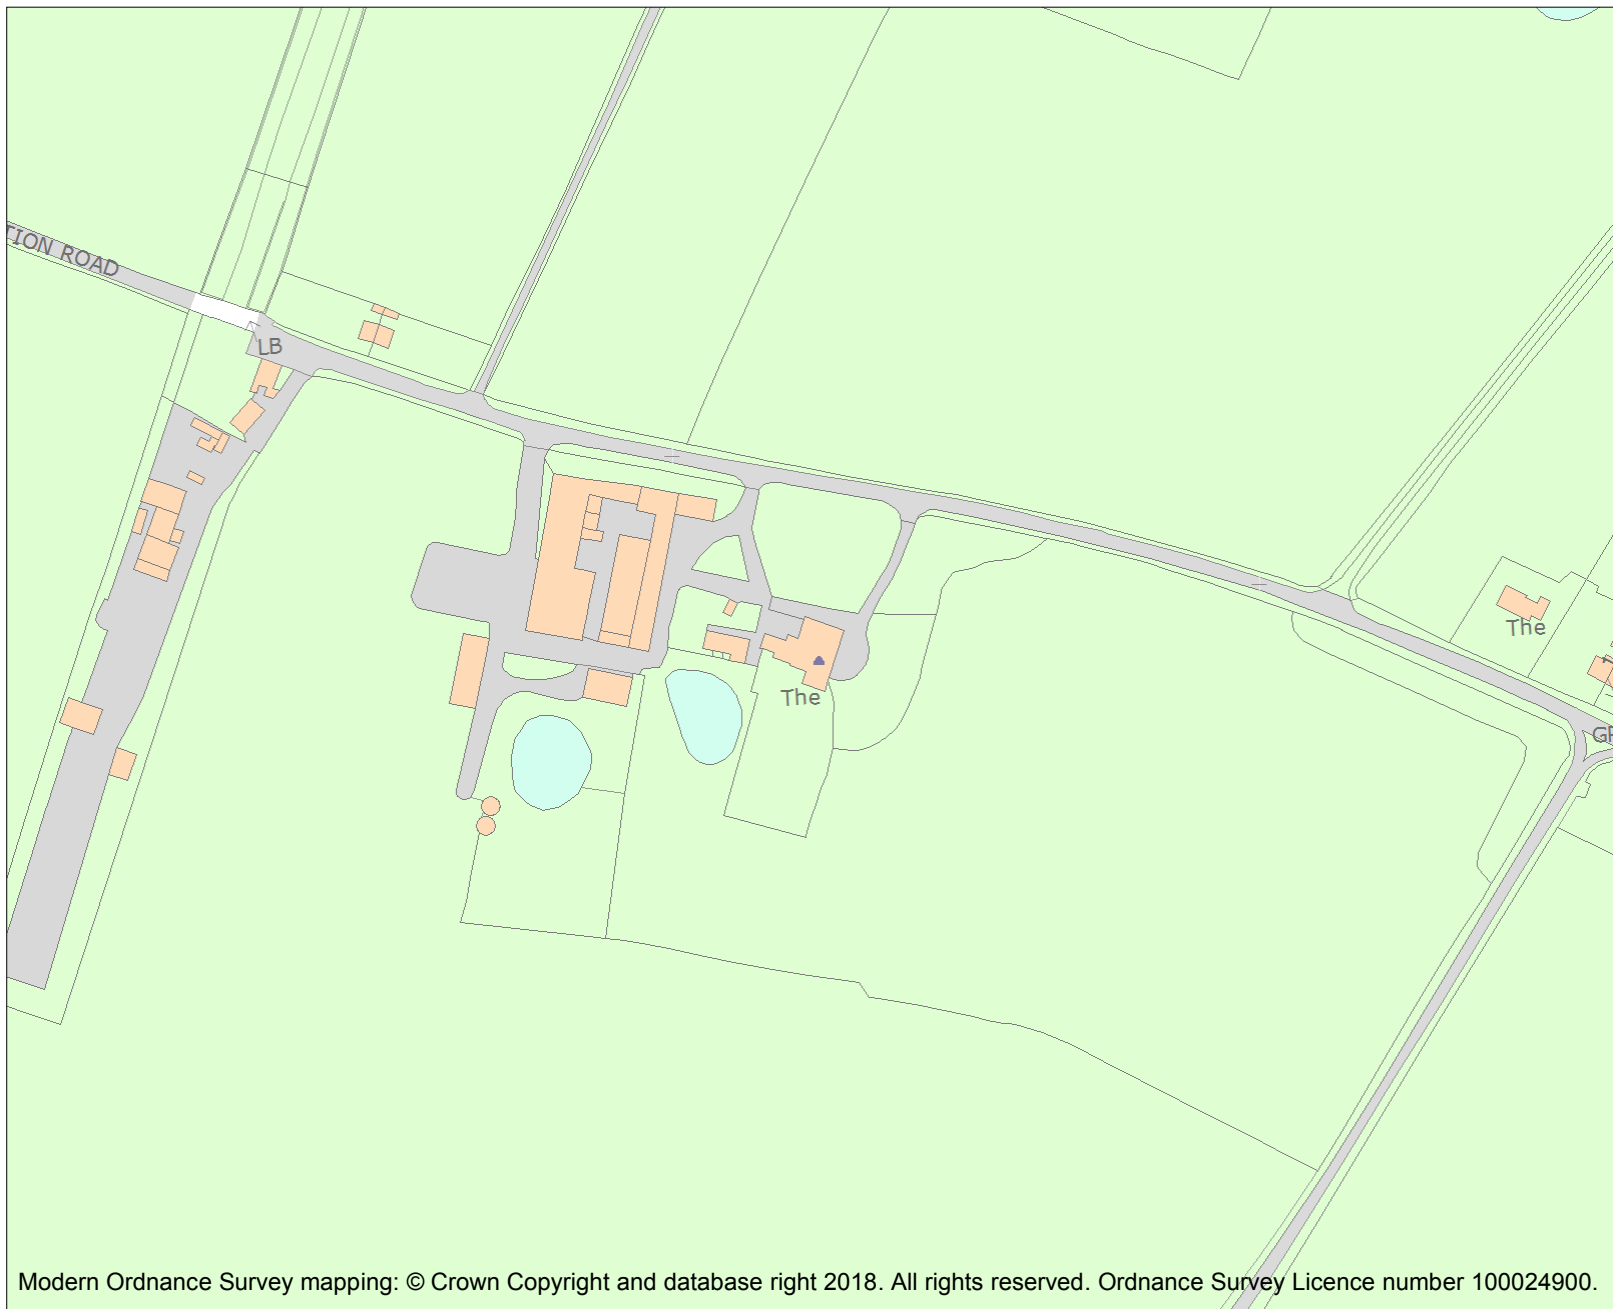 TION ROAD
LB
The
The
GR
Modern Ordnance Survey mapping: © Crown Copyright and database right 2018. All rights reserved. Ordnance Survey Licence number 100024900.